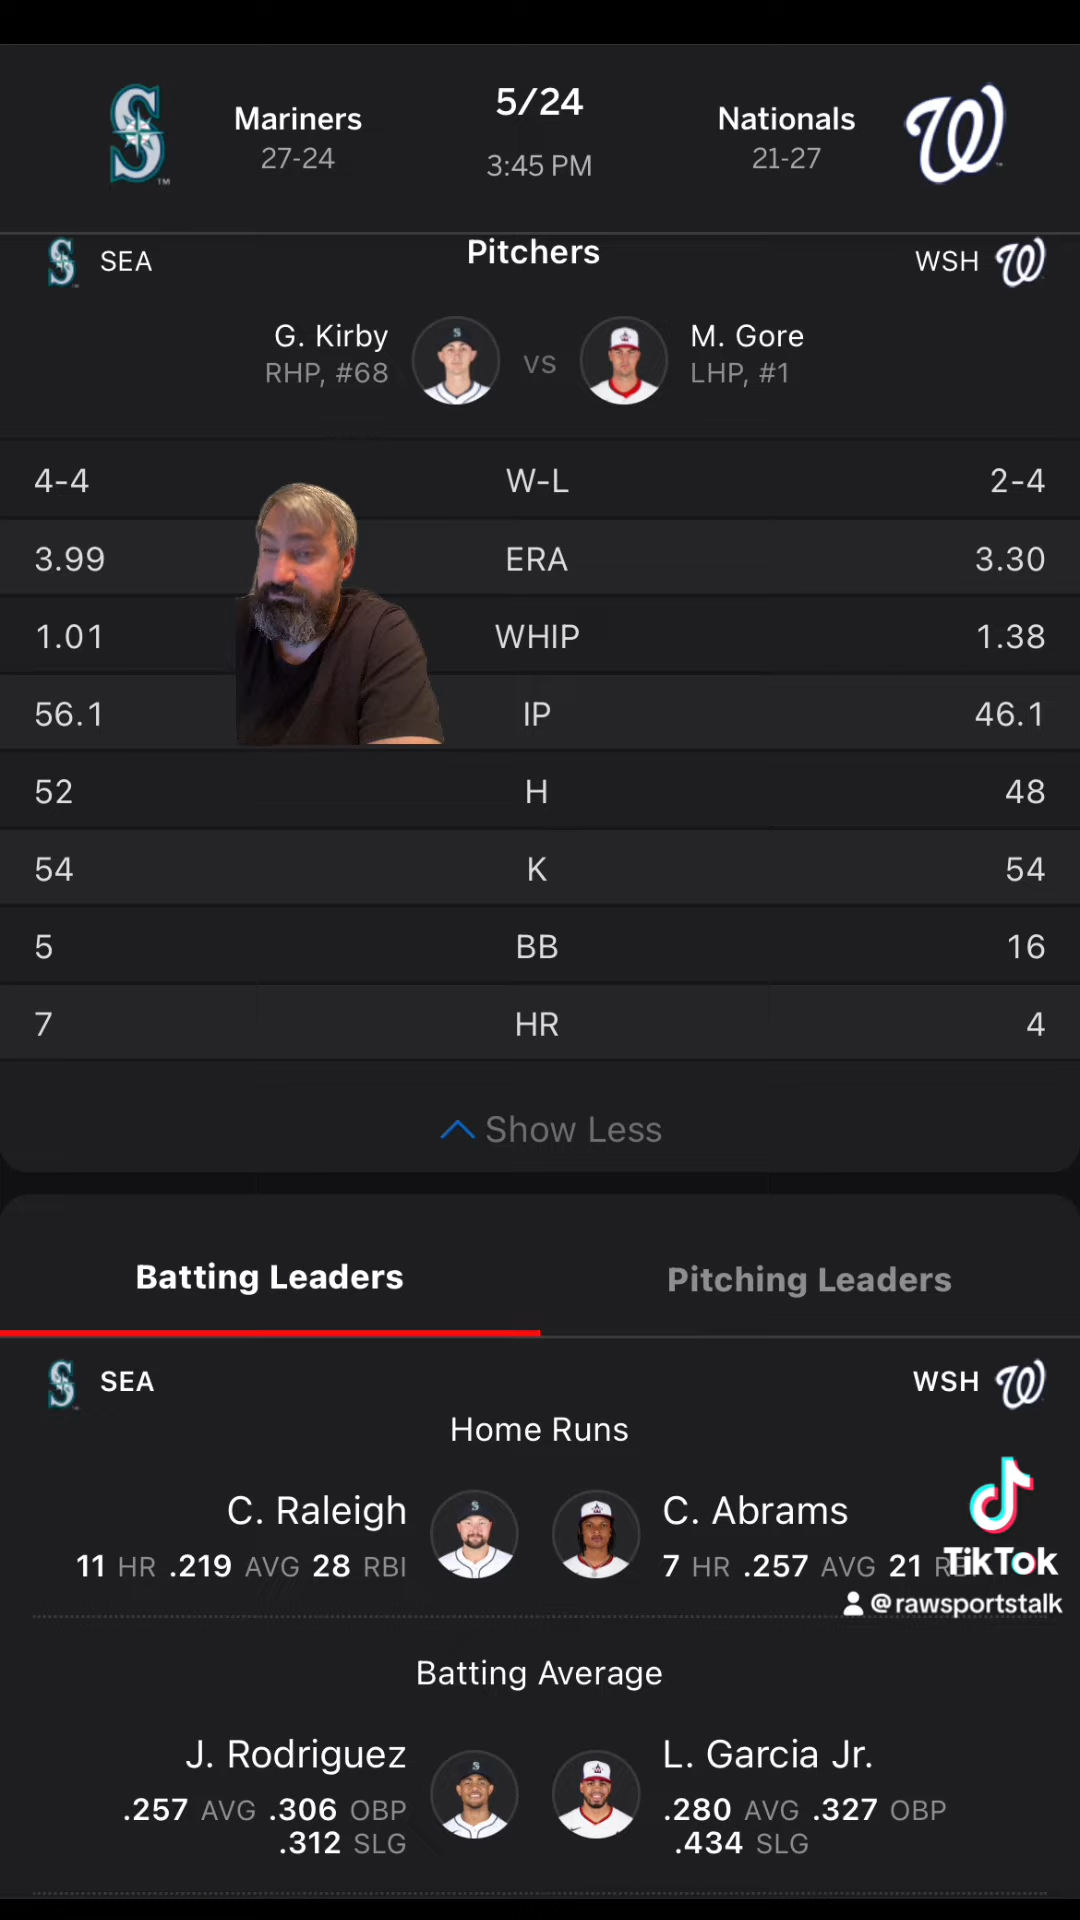 Mariners
27-24
5/24
3:45 PM
Nationals
21-27
SEA
Pitchers
WSH
G. Kirby
RHP, #68
vs
M. Gore
LHP, #1
4-4 W-L 2-4
3.99 ERA 3.30
1.01 WHIP 1.38
56.1 IP 46.1
52 H 48
54 K 54
5 BB 16
7 HR 4
Show Less
Batting Leaders
Pitching Leaders
SEA
WSH
Home Runs
C. Raleigh
11 HR .219 AVG 28 RBI
C. Abrams
7 HR .257 AVG 21
TikTok
@rawsportstalk
Batting Average
J. Rodriguez
.257 AVG .306 OBP
.312 SLG
L. Garcia Jr.
.280 AVG .327 OBP
.434 SLG